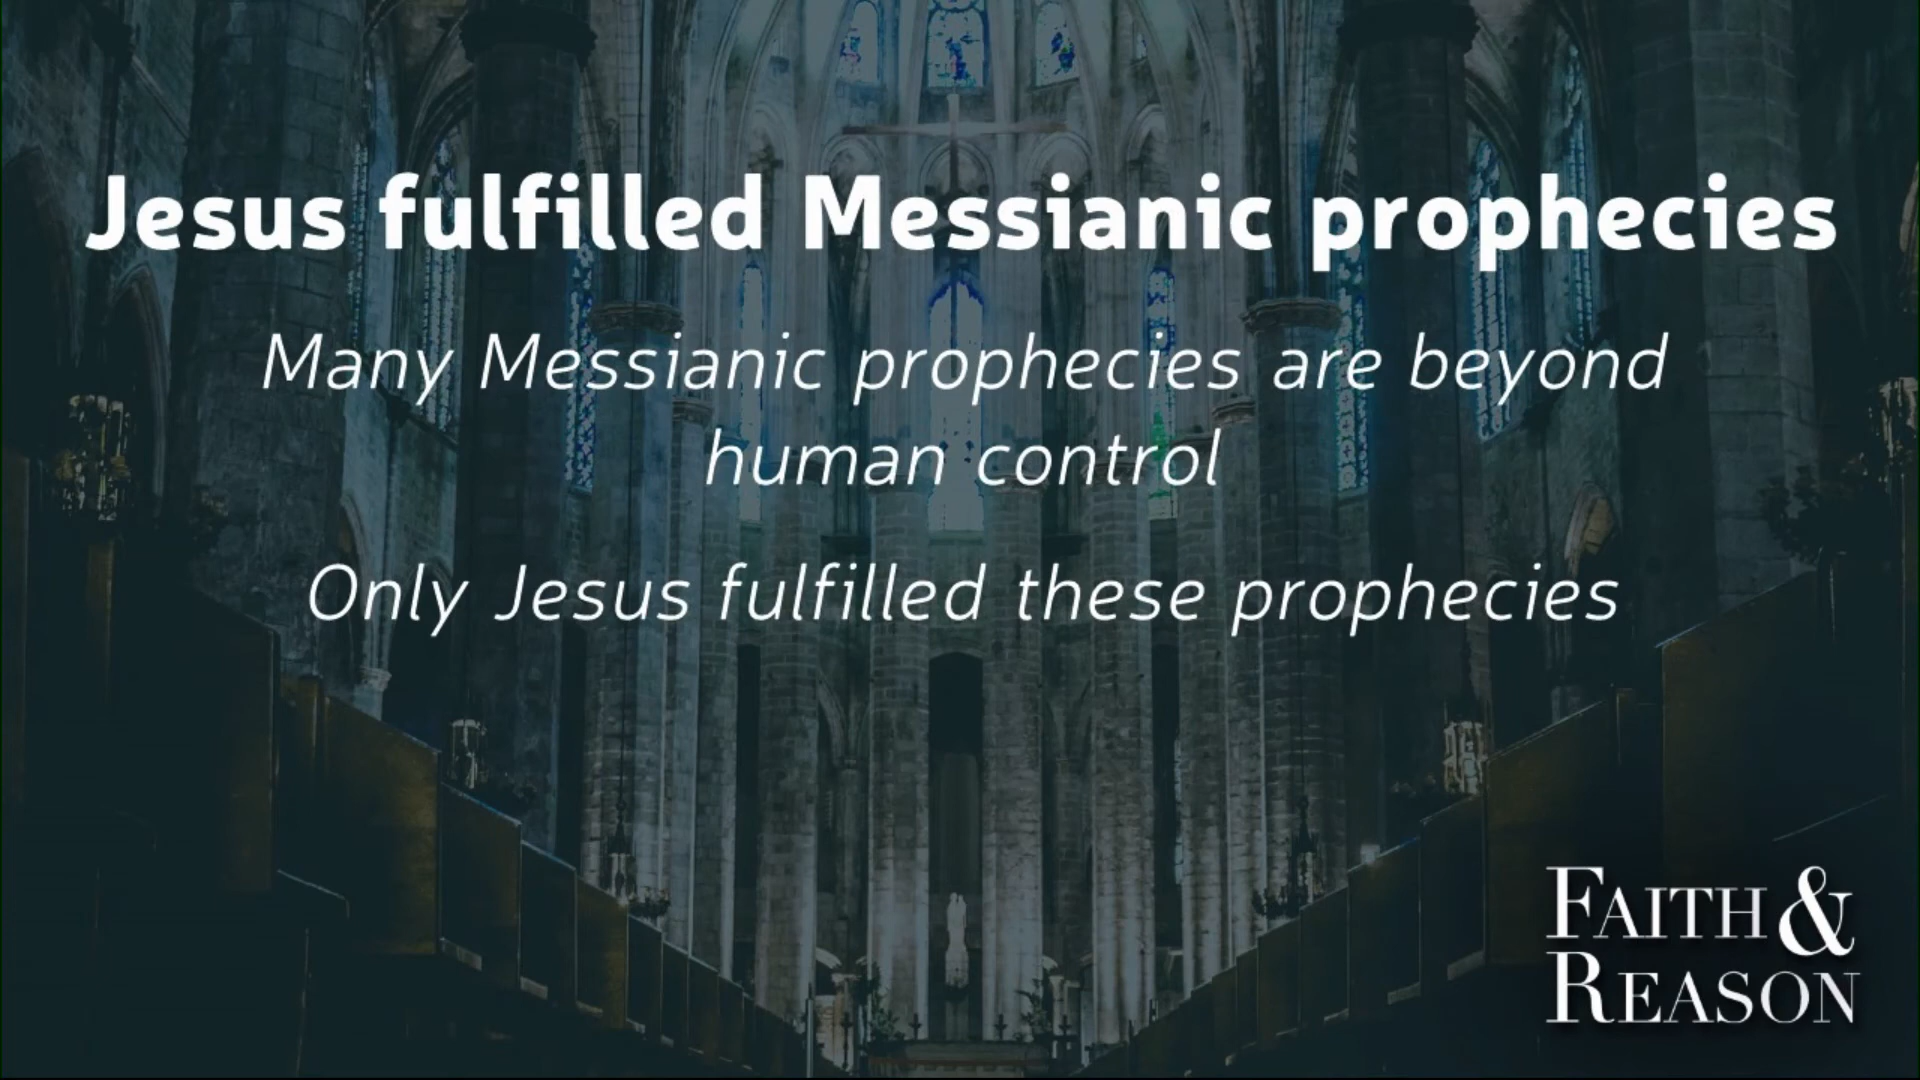 Jesus fulfilled Messianic prophecies
Many Messianic prophecies are beyond
human control
Only Jesus fulfilled these prophecies
FAITH &
REASON